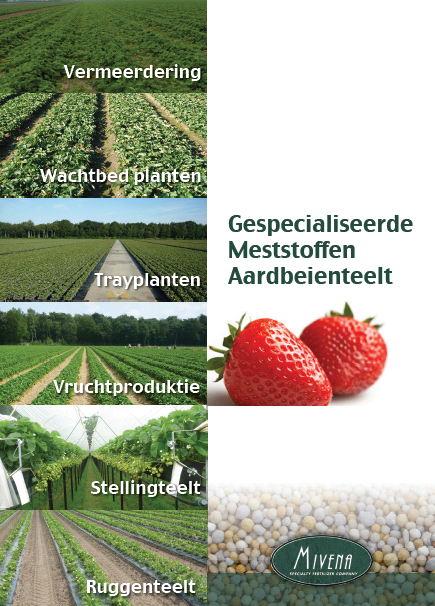 Vermeerdering
Wachtbed planten
Trayplanten
Vruchtproduktie
Stellingteelt
Ruggenteelt
Gespecialiseerde
Meststoffen
Aardbeienteelt
MIVENA
SPECIALTY FERTILIZER COMPANY